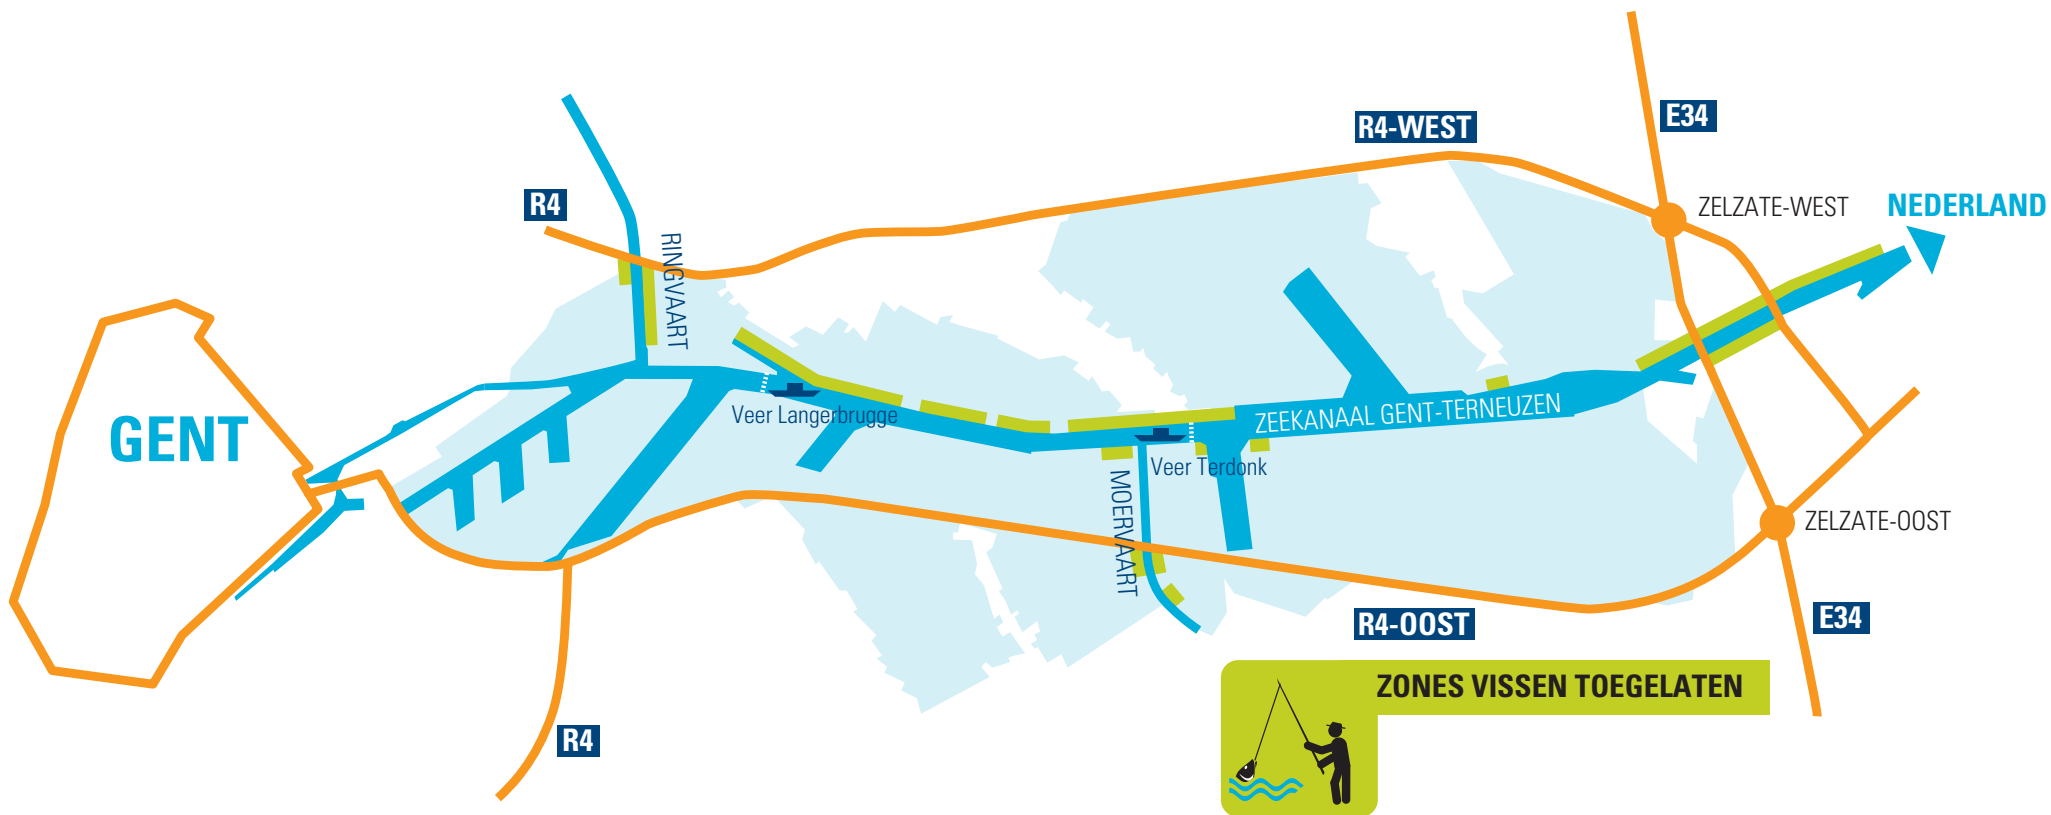 E34
R4-WEST
R4
ZELZATE-WEST
NEDERLAND
RINGVAART
GENT
Veer Langerbrugge
ZEEKANAAL GENT-TERNEUZEN
Veer Terdonk
MOERVAART
ZELZATE-OOST
R4-OOST
E34
ZONES VISSEN TOEGELATEN
R4